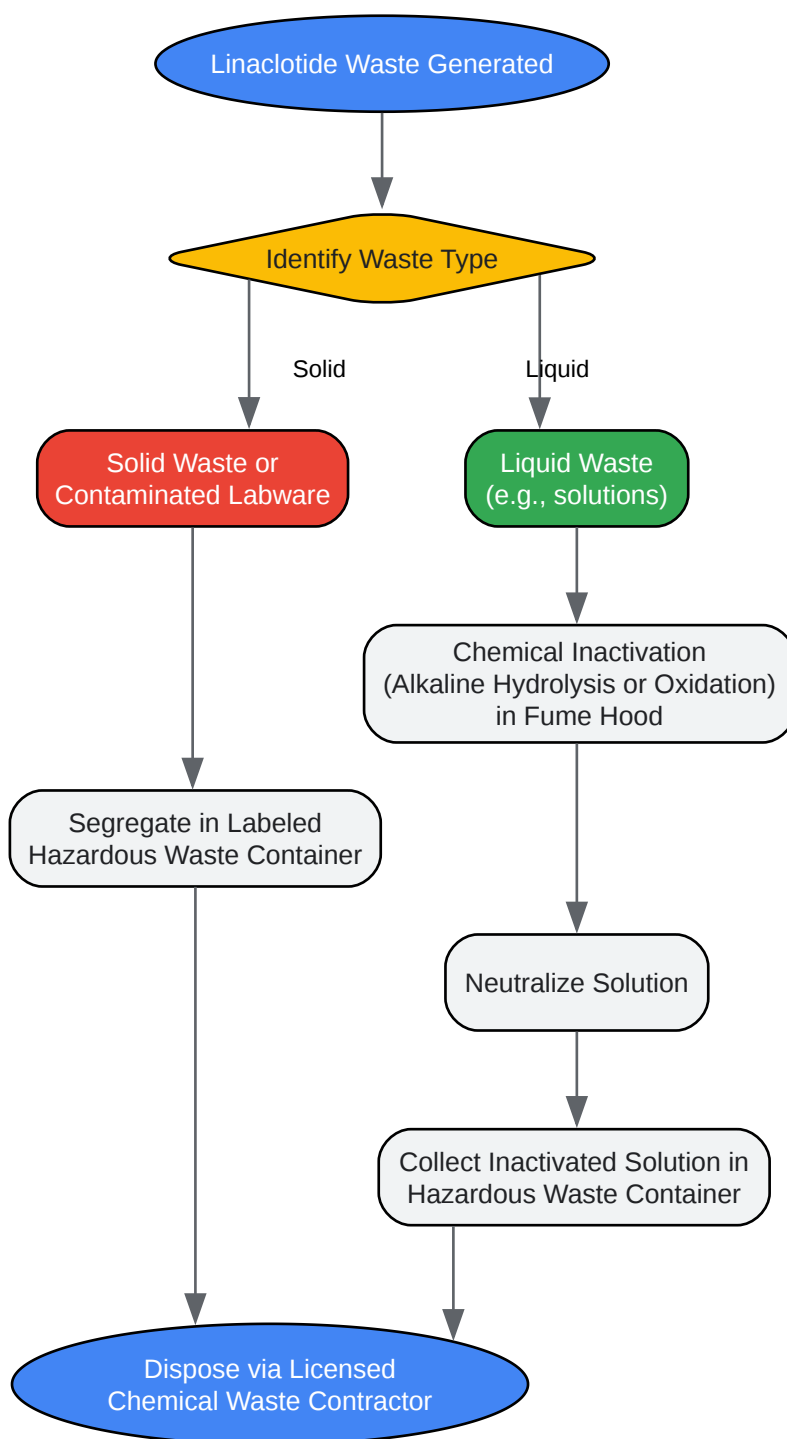 Linaclotide Waste Generated
Identify Waste Type
Solid
Liquid
Solid Waste or
Contaminated Labware
Liquid Waste
(e.g., solutions)
Chemical Inactivation
(Alkaline Hydrolysis or Oxidation)
in Fume Hood
Segregate in Labeled
Hazardous Waste Container
Neutralize Solution
Collect Inactivated Solution in
Hazardous Waste Container
Dispose via Licensed
Chemical Waste Contractor